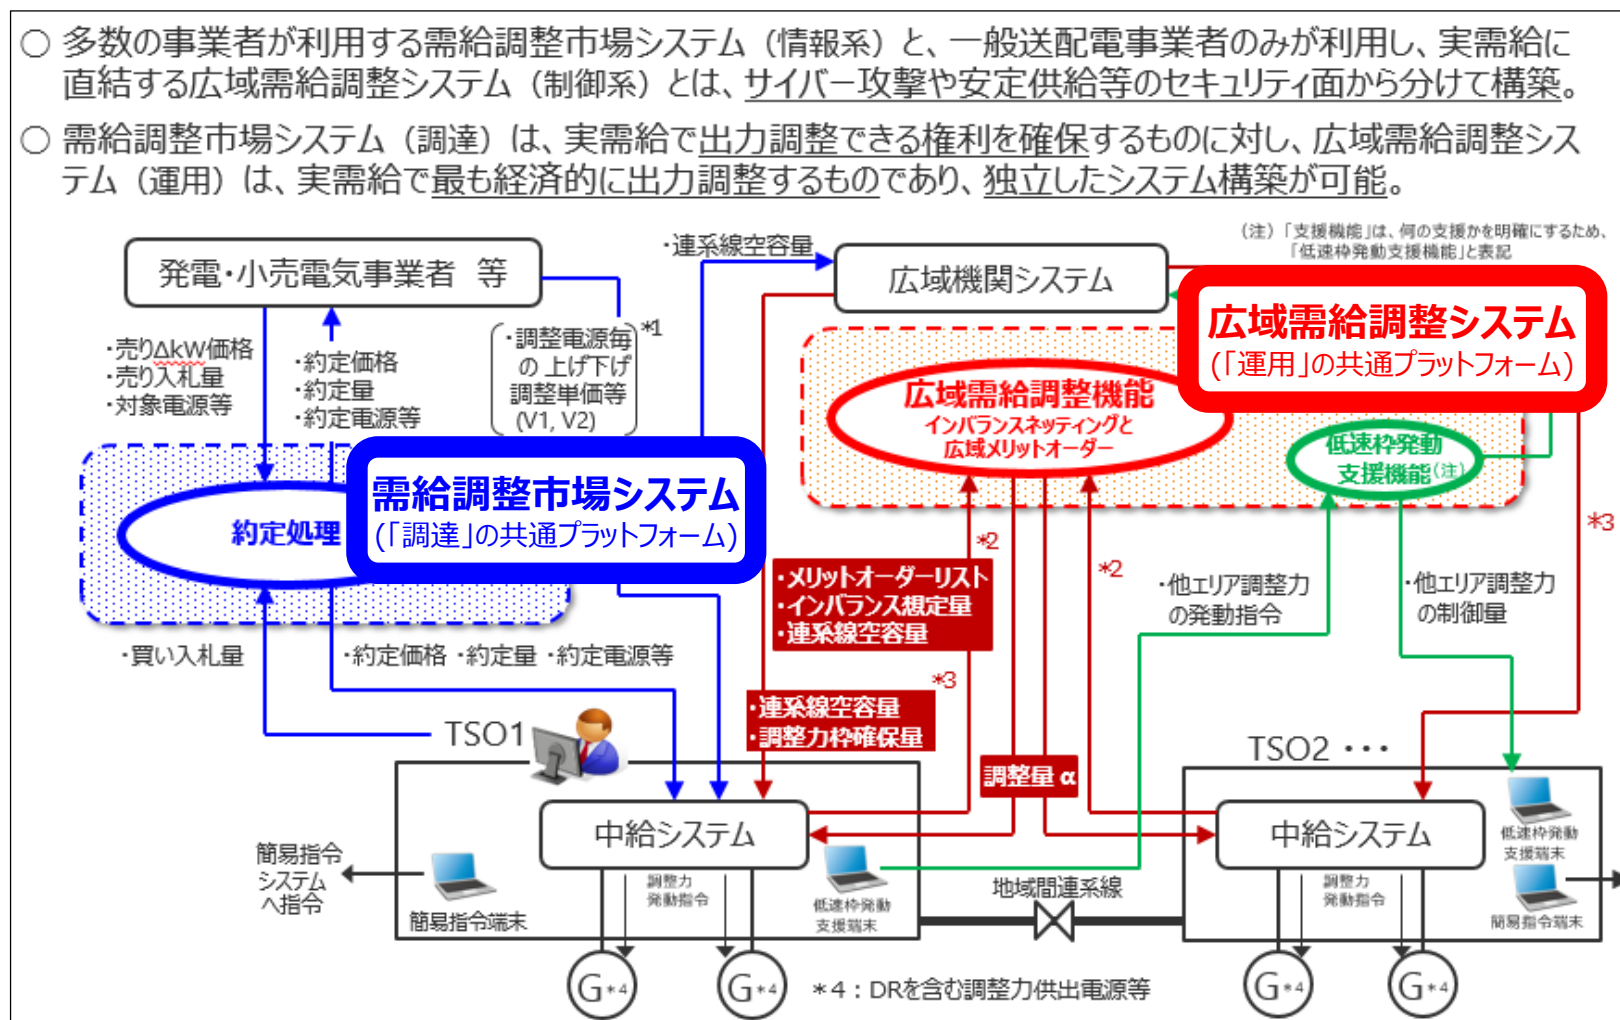 ○ 多数の事業者が利用する需給調整市場システム（情報系）と、一般送配電事業者のみが利用し、実需給に
直結する広域需給調整システム（制御系）とは、サイバー攻撃や安定供給等のセキュリティ面から分けて構築。
○ 需給調整市場システム（調達）は、実需給で出力調整できる権利を確保するものに対し、広域需給調整シス
テム（運用）は、実需給で最も経済的に出力調整するものであり、独立したシステム構築が可能。
（注）「支援機能」は、何の支援かを明確にするため、
「低速枠発動支援機能」と表記
発電・小売電気事業者 等
・連系線空容量
広域機関システム
・売りΔkW価格
・売り入札量
・対象電源等
・約定価格
・約定量
・約定電源等
・調整電源毎
の 上げ下げ
調整単価等
(V1, V2)
*1
広域需給調整システム
(「運用」の共通プラットフォーム)
広域需給調整機能
インバランスネッティングと
広域メリットオーダー
低速枠発動
支援機能(注)
約定処理
需給調整市場システム
(「調達」の共通プラットフォーム)
*2
*2
*3
・メリットオーダーリスト
・インバランス想定量
・連系線空容量
・他エリア調整力
の発動指令
・他エリア調整力
の制御量
・買い入札量
・約定価格 ・約定量 ・約定電源等
*3
・連系線空容量
・調整力枠確保量
TSO1
TSO2 ・・・
調整量 α
中給システム
中給システム
簡易指令
システム
へ指令
簡易指令端末
調整力
発動指令
低速枠発動
支援端末
地域間連系線
調整力
発動指令
低速枠発動
支援端末
簡易指令端末
G*4
G*4
*4：DRを含む調整力供出電源等
G*4
G*4